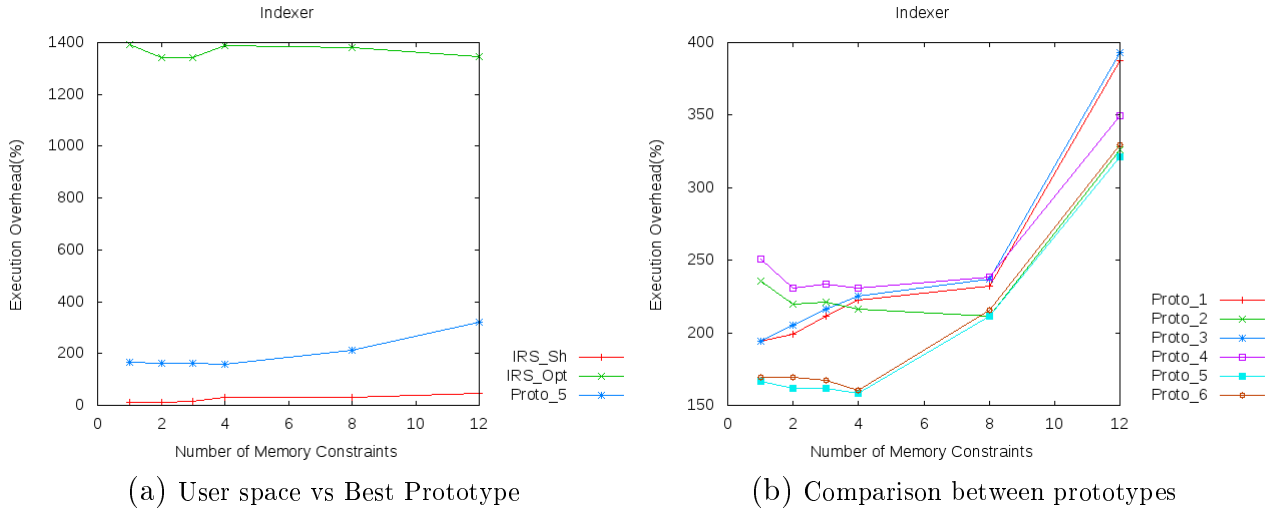 Indexer
1400
1200
1000
800
600
400
200
0
Execution Overhead(%)
0 2 4 6 8 10 12
Number of Memory Constraints
IRS_Sh
IRS_Opt
Proto_5
(a) User space vs Best Prototype
Indexer
400
350
300
250
200
150
Execution Overhead(%)
0 2 4 6 8 10 12
Number of Memory Constraints
Proto_1
Proto_2
Proto_3
Proto_4
Proto_5
Proto_6
(b) Comparison between prototypes